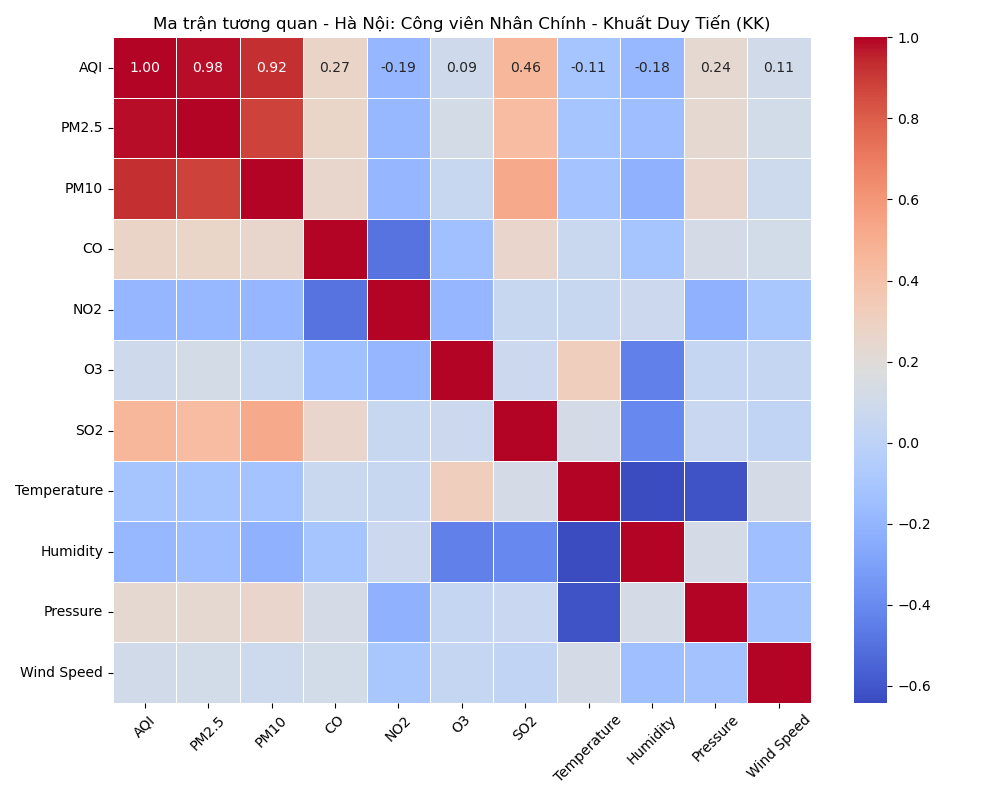 Ma trận tương quan - Hà Nội: Công viên Nhân Chính - Khuất Duy Tiến (KK)
AQI 1.00 0.98 0.92 0.27 -0.19 0.09 0.46 -0.11 -0.18 0.24 0.11
PM2.5
PM10
CO
NO2
O3
SO2
Temperature
Humidity
Pressure
Wind Speed
AQI PM2.5 PM10 CO NO2 O3 SO2 Temperature Humidity Pressure Wind Speed
1.0
0.8
0.6
0.4
0.2
0.0
−0.2
−0.4
−0.6